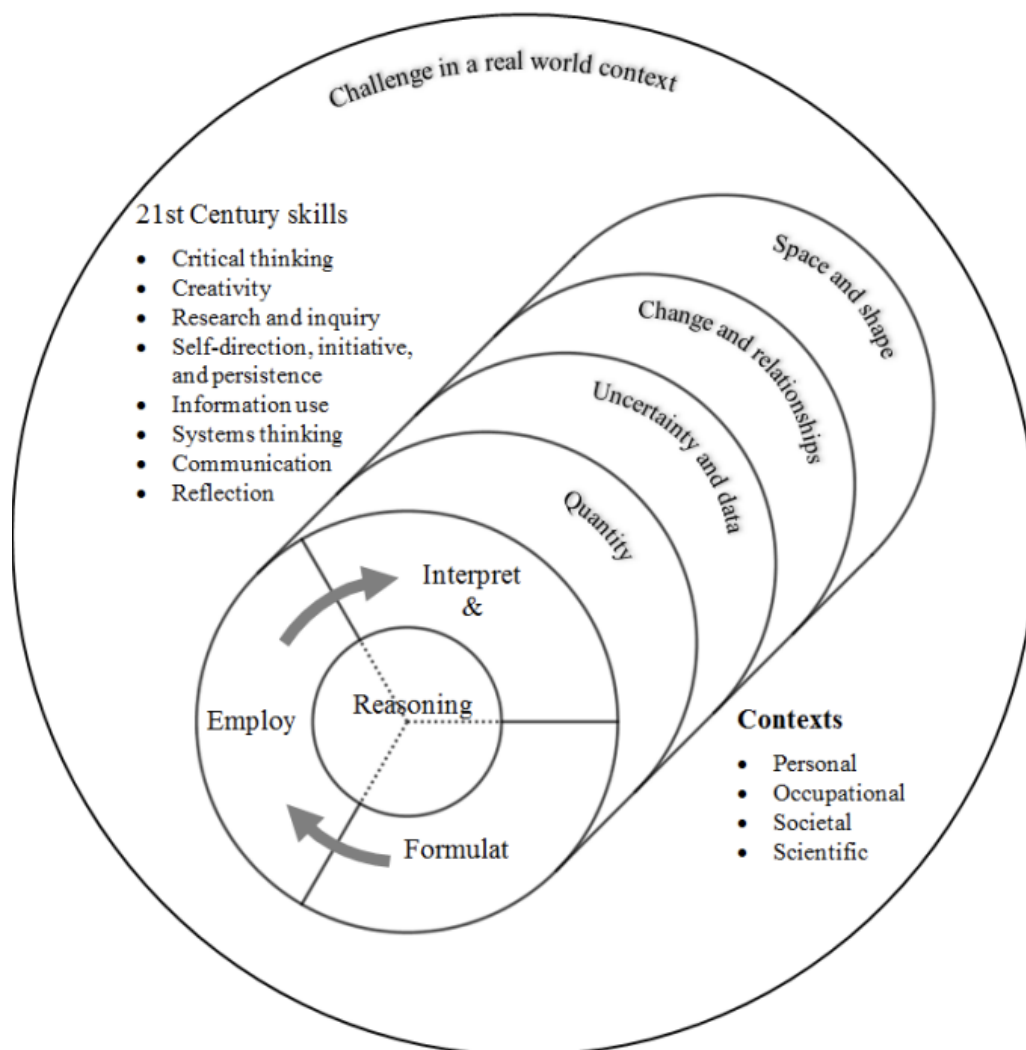 Challenge in a real world context
21st Century skills
• Critical thinking
• Creativity
• Research and inquiry
• Self-direction, initiative,
and persistence
• Information use
• Systems thinking
• Communication
• Reflection
Space and shape
Change and relationships
Uncertainty and data
Quantity
Interpret
&
Reasoning
Employ
Formulat
Contexts
• Personal
• Occupational
• Societal
• Scientific